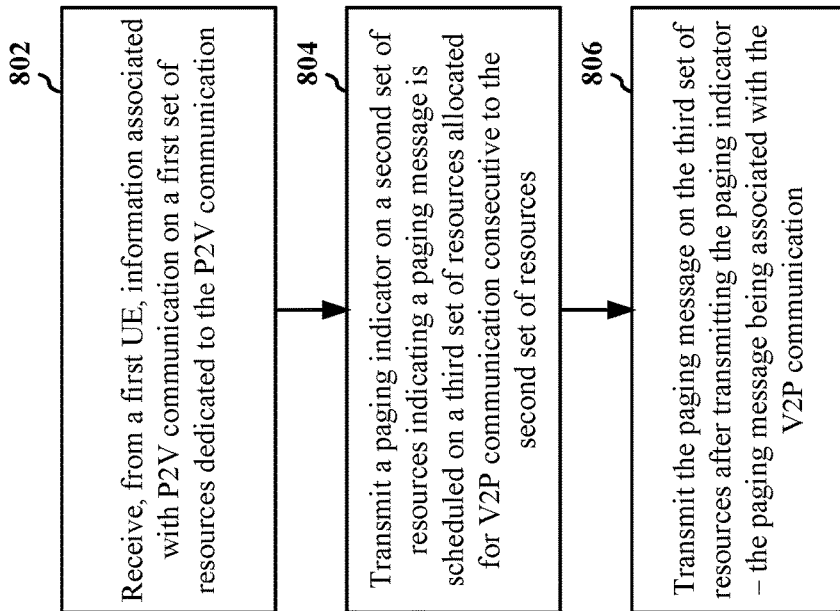 802
Receive, from a first UE, information associated
with P2V communication on a first set of
resources dedicated to the P2V communication
804
Transmit a paging indicator on a second set of
resources indicating a paging message is
scheduled on a third set of resources allocated
for V2P communication consecutive to the
second set of resources
806
Transmit the paging message on the third set of
resources after transmitting the paging indicator
– the paging message being associated with the
V2P communication